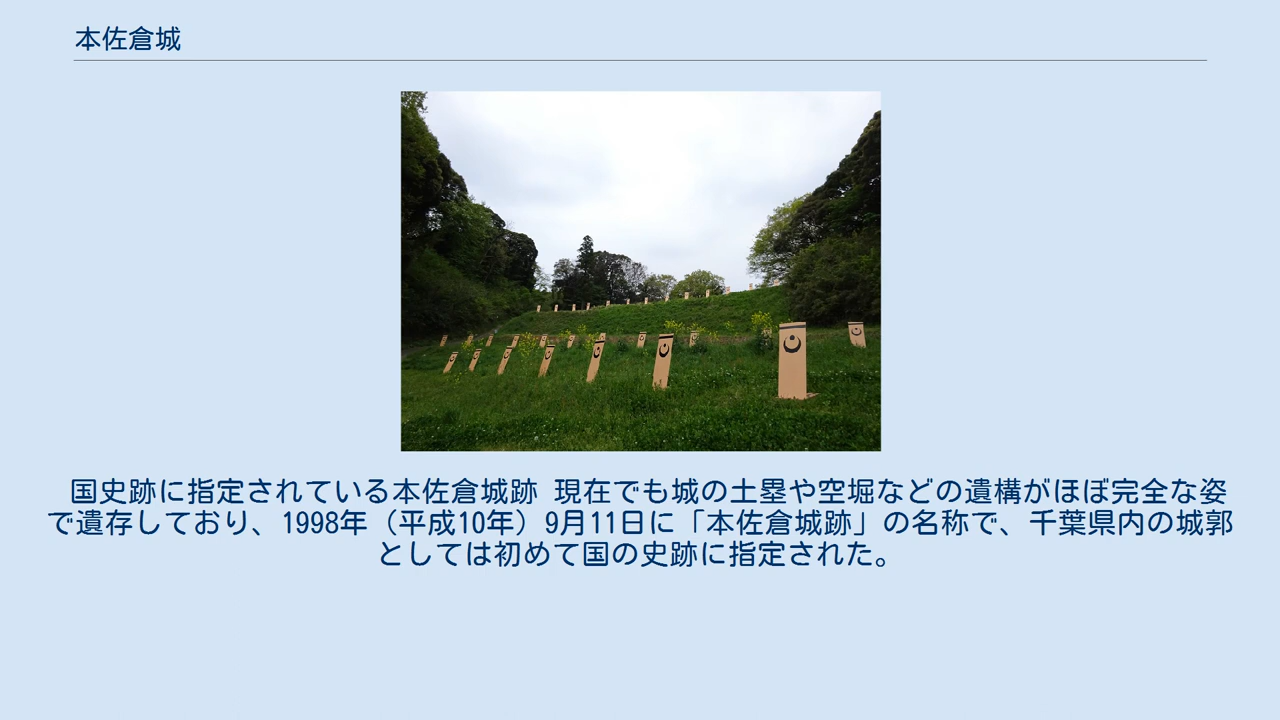 本佐倉城
国史跡に指定されている本佐倉城跡 現在でも城の土塁や空堀などの遺構がほぼ完全な姿
で遺存しており、1998年（平成10年）9月11日に「本佐倉城跡」の名称で、千葉県内の城郭
としては初めて国の史跡に指定された。